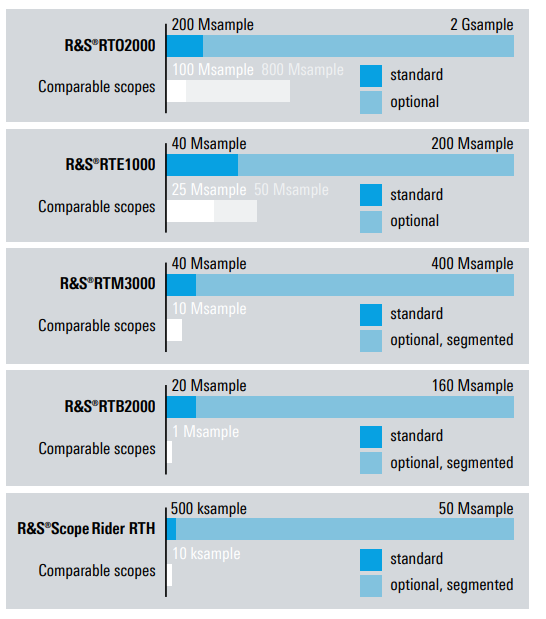 200 Msample 2 Gsample
R&S®RTO2000
100 Msample 800 Msample
standard
Comparable scopes
optional
40 Msample 200 Msample
R&S®RTE1000
25 Msample 50 Msample
standard
Comparable scopes
optional
40 Msample 400 Msample
R&S®RTM3000
10 Msample
standard
Comparable scopes
optional, segmented
20 Msample 160 Msample
R&S®RTB2000
1 Msample
standard
Comparable scopes
optional, segmented
500 ksample 50 Msample
R&S®Scope Rider RTH
10 ksample
standard
Comparable scopes
optional, segmented